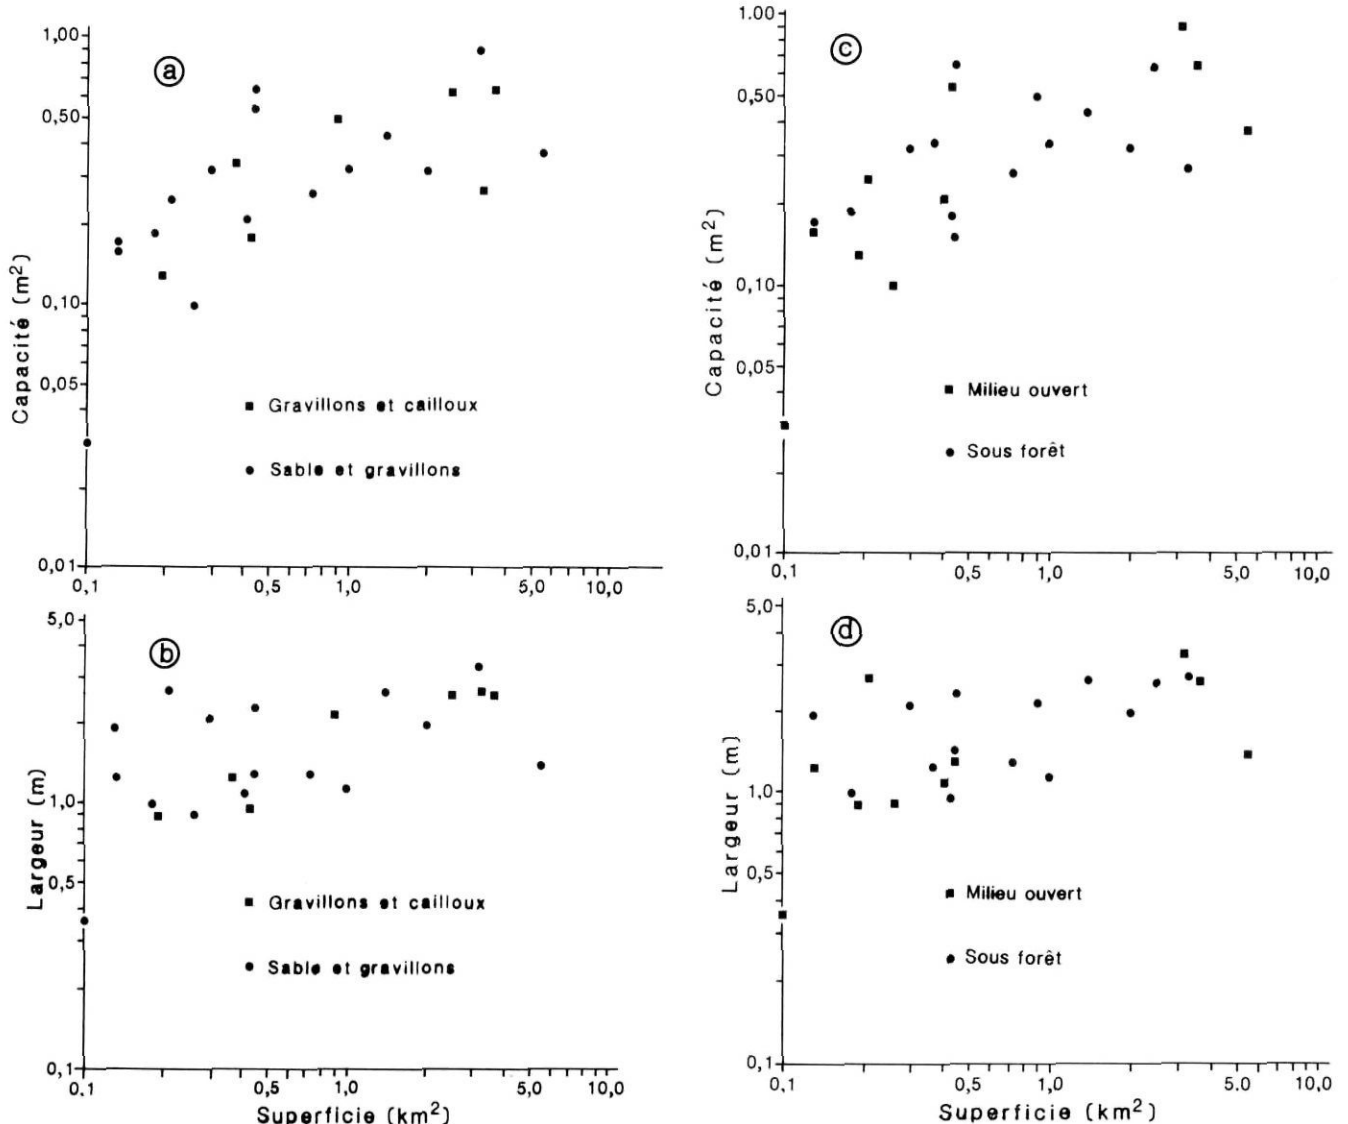 a
1,00
0,50
0,10
0,05
0,01
Capacité (m²)
■ Gravillons et cailloux
● Sable et gravillons
0,1 0,5 1,0 5,0 10,0
c
1.00
0,50
0,10
0,05
0,01
Capacité (m²)
■ Milieu ouvert
● Sous forêt
0,1 0,5 1,0 5,0 10,0
b
5,0
1,0
0,5
0,1
Largeur (m)
■ Gravillons et cailloux
● Sable et gravillons
0,1 0,5 1,0 5,0 10,0
Superficie (km²)
d
5,0
1,0
0,5
0,1
Largeur (m)
■ Milieu ouvert
● Sous forêt
0,1 0,5 1,0 5.0 10,0
Superficie (km²)